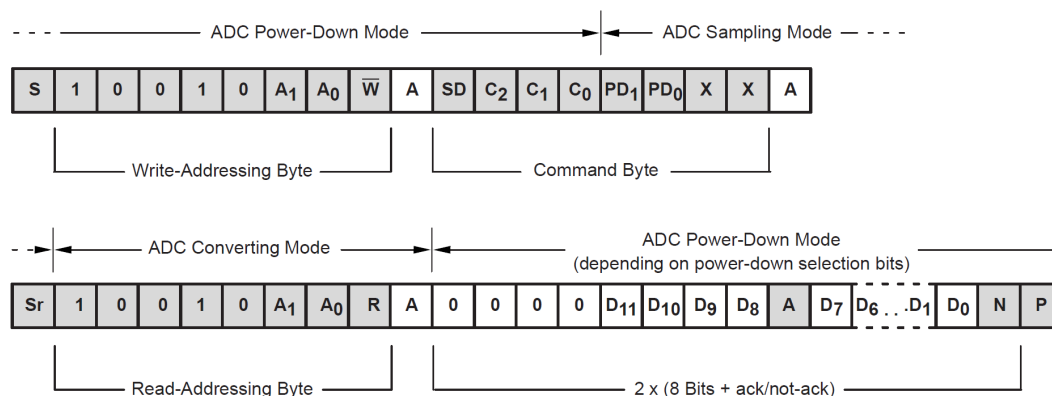 ADC Power-Down Mode ADC Sampling Mode
S 1 0 0 1 0 A1 A0 W̅ A SD C2 C1 C0 PD1 PD0 X X A
Write-Addressing Byte Command Byte
ADC Converting Mode ADC Power-Down Mode
(depending on power-down selection bits)
Sr 1 0 0 1 0 A1 A0 R A 0 0 0 0 D11 D10 D9 D8 A D7 D6 . . .D1 D0 N P
Read-Addressing Byte 2 x (8 Bits + ack/not-ack)